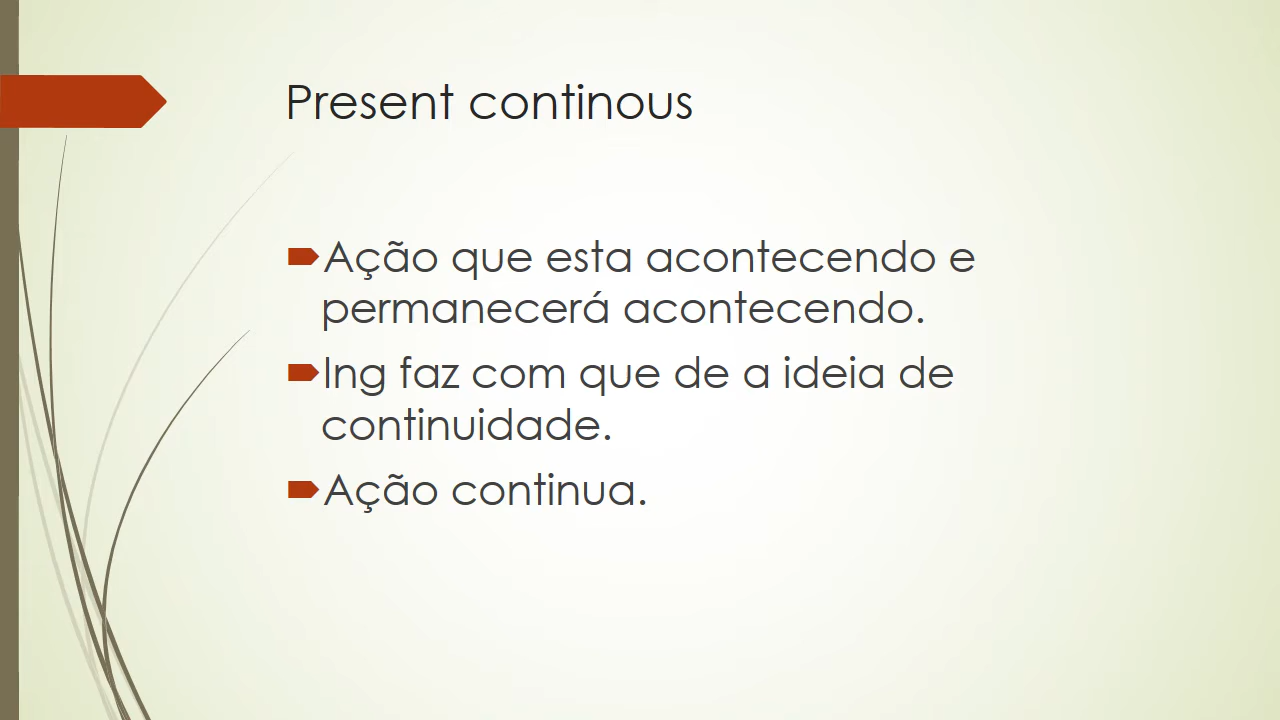 Present continous
Ação que esta acontecendo e
permanecerá acontecendo.
Ing faz com que de a ideia de
continuidade.
Ação continua.